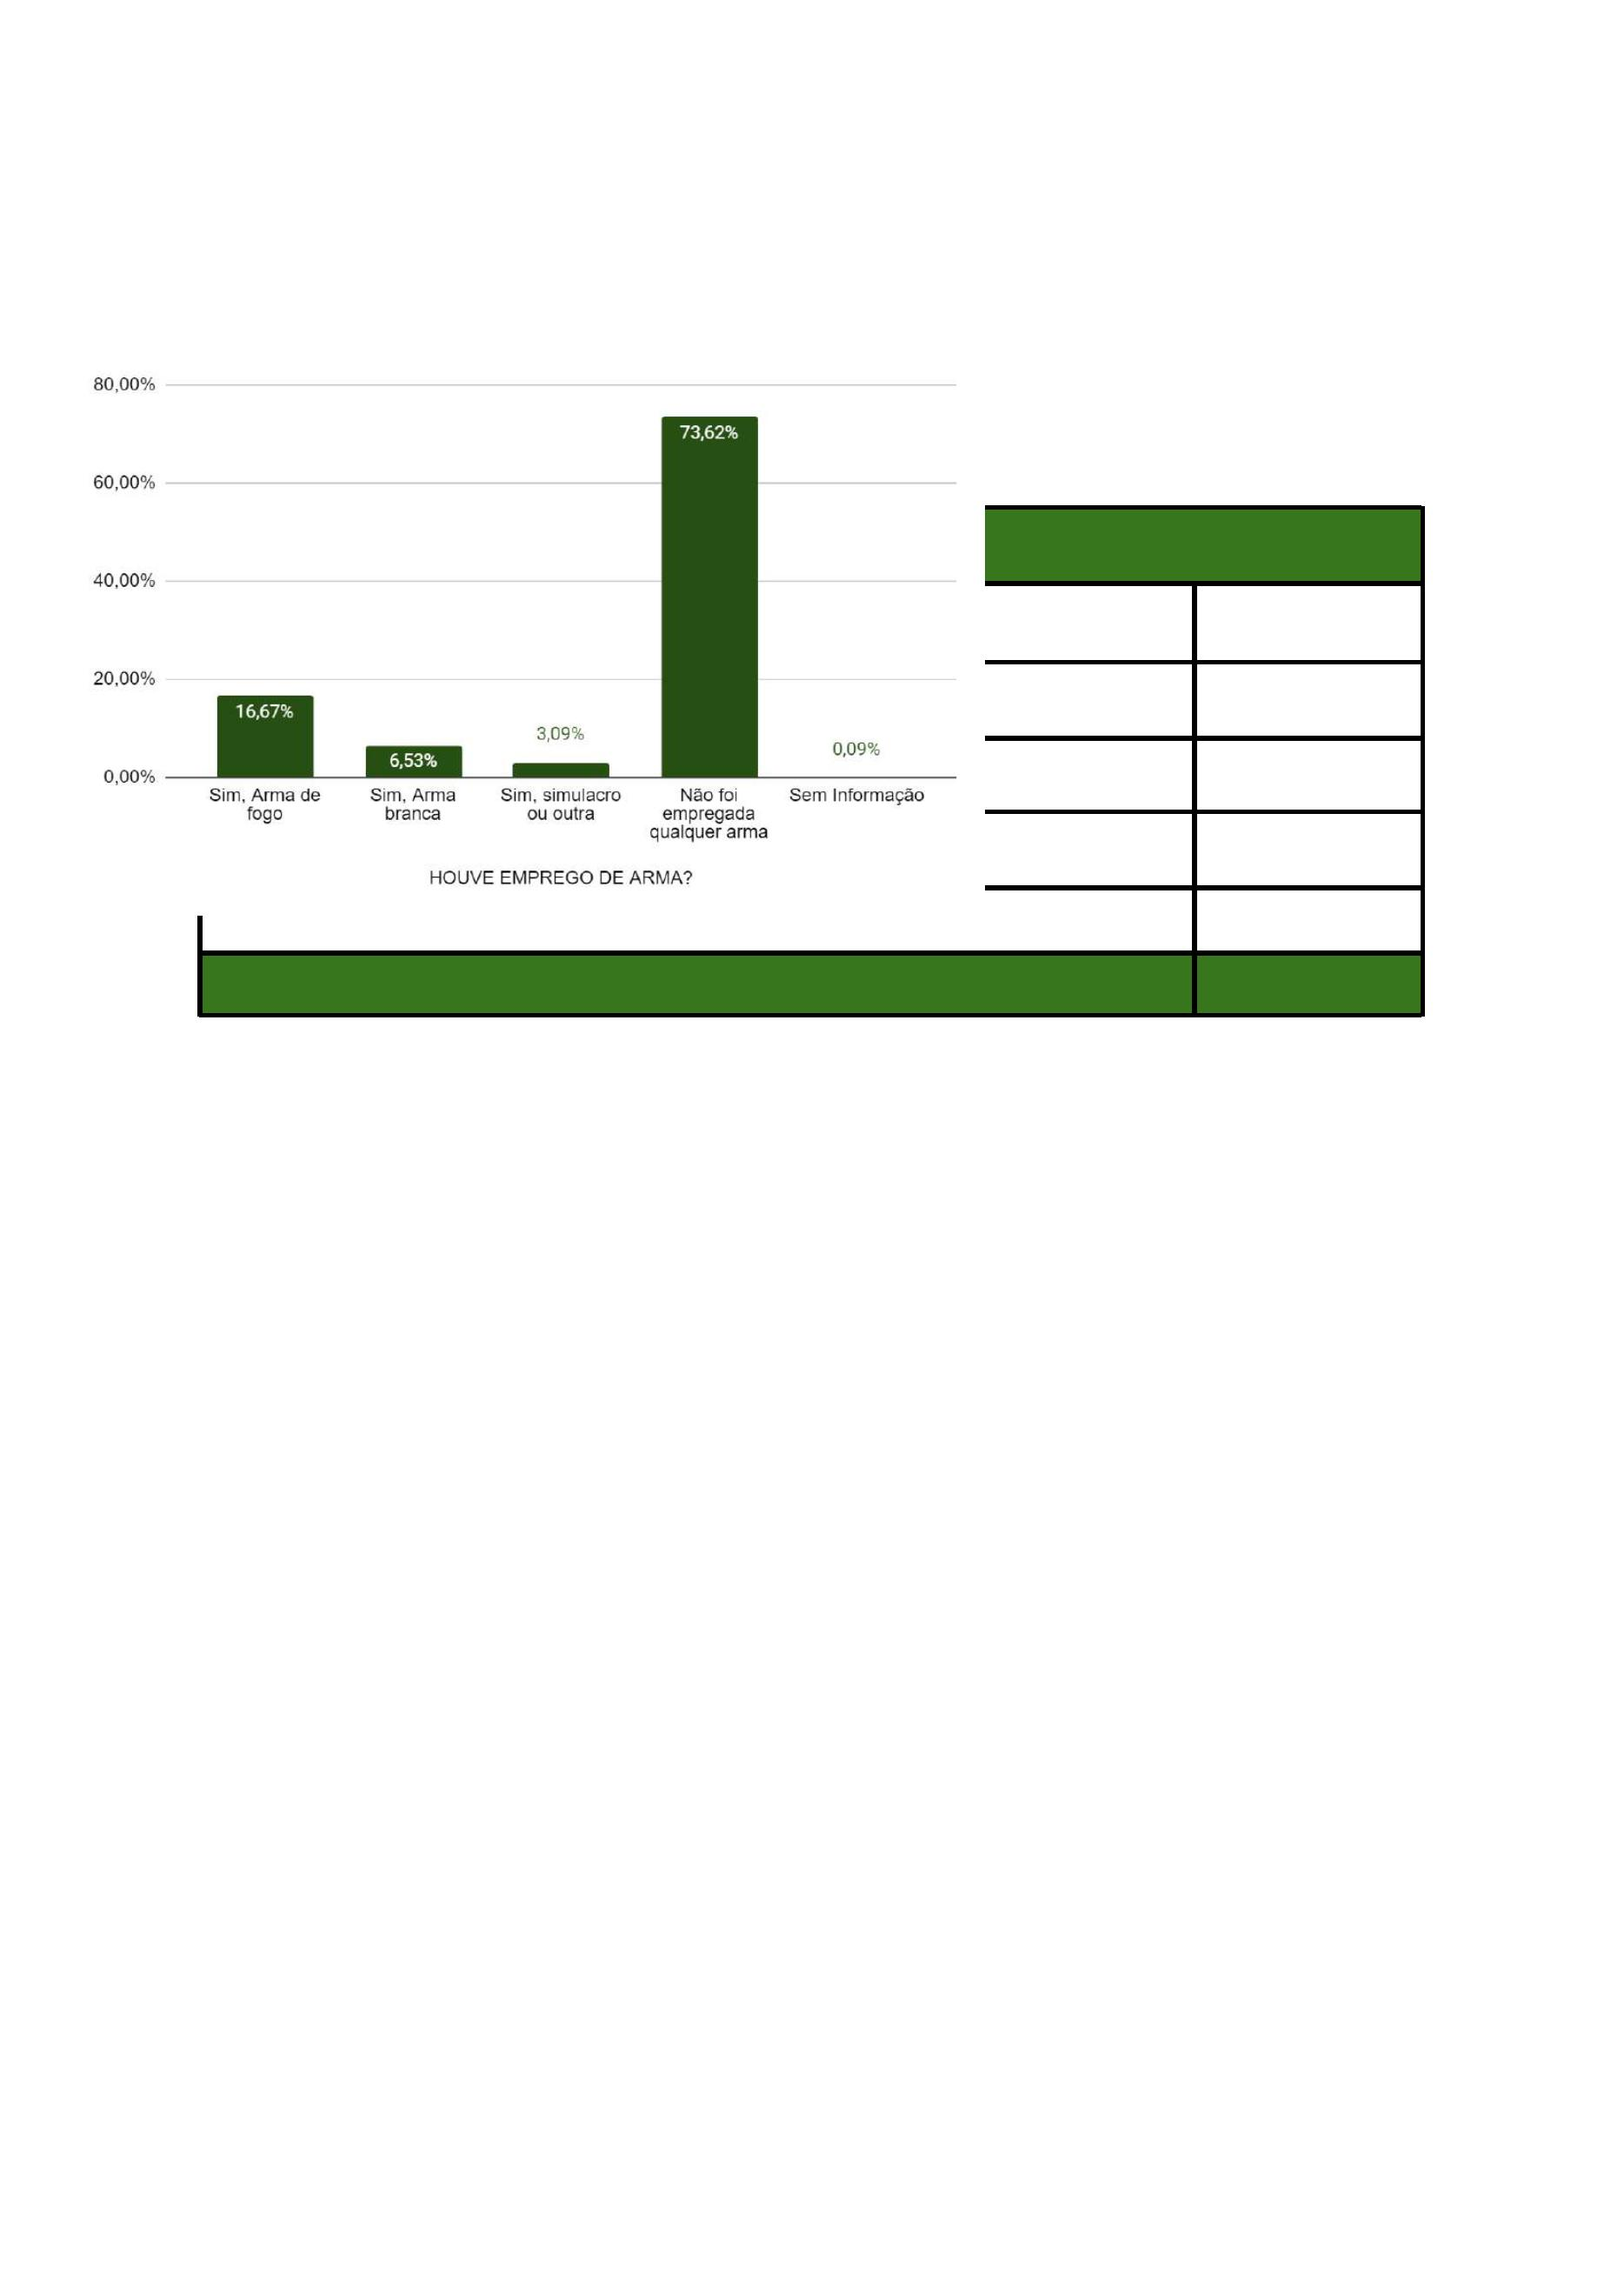 80,00%
60,00%
40,00%
20,00%
0,00%
16,67%
6,53%
3,09%
73,62%
0,09%
Sim, Arma de
fogo
Sim, Arma
branca
Sim, simulacro
ou outra
Não foi
empregada
qualquer arma
Sem Informação
HOUVE EMPREGO DE ARMA?